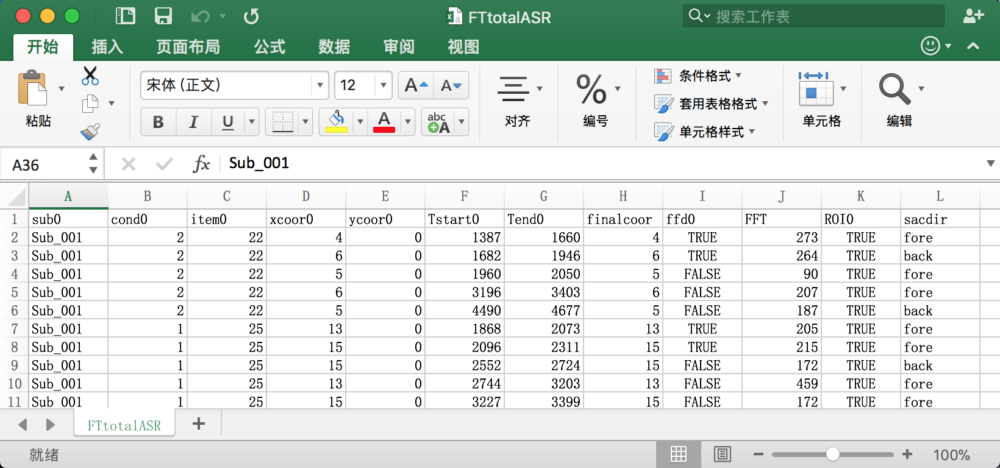 FTtotalASR
搜索工作表
开始 插入 页面布局 公式 数据 审阅 视图
粘贴
宋体 (正文) 12 A A
B I U A abc A
对齐
%
编号
条件格式
套用表格格式
单元格样式
单元格
编辑
A36 fx Sub_001
A B C D E F G H I J K L
1 sub0 cond0 item0 xcoor0 ycoor0 Tstart0 Tend0 finalcoor ffd0 FFT ROI0 sacdir
2 Sub_001 2 22 4 0 1387 1660 4 TRUE 273 TRUE fore
3 Sub_001 2 22 6 0 1682 1946 6 TRUE 264 TRUE back
4 Sub_001 2 22 5 0 1960 2050 5 FALSE 90 TRUE fore
5 Sub_001 2 22 6 0 3196 3403 6 FALSE 207 TRUE fore
6 Sub_001 2 22 5 0 4490 4677 5 FALSE 187 TRUE back
7 Sub_001 1 25 13 0 1868 2073 13 TRUE 205 TRUE fore
8 Sub_001 1 25 15 0 2096 2311 15 TRUE 215 TRUE fore
9 Sub_001 1 25 15 0 2552 2724 15 FALSE 172 TRUE back
10 Sub_001 1 25 13 0 2744 3203 13 FALSE 459 TRUE fore
11 Sub_001 1 25 15 0 3227 3399 15 FALSE 172 TRUE fore
FTtotalASR +
就绪 100%